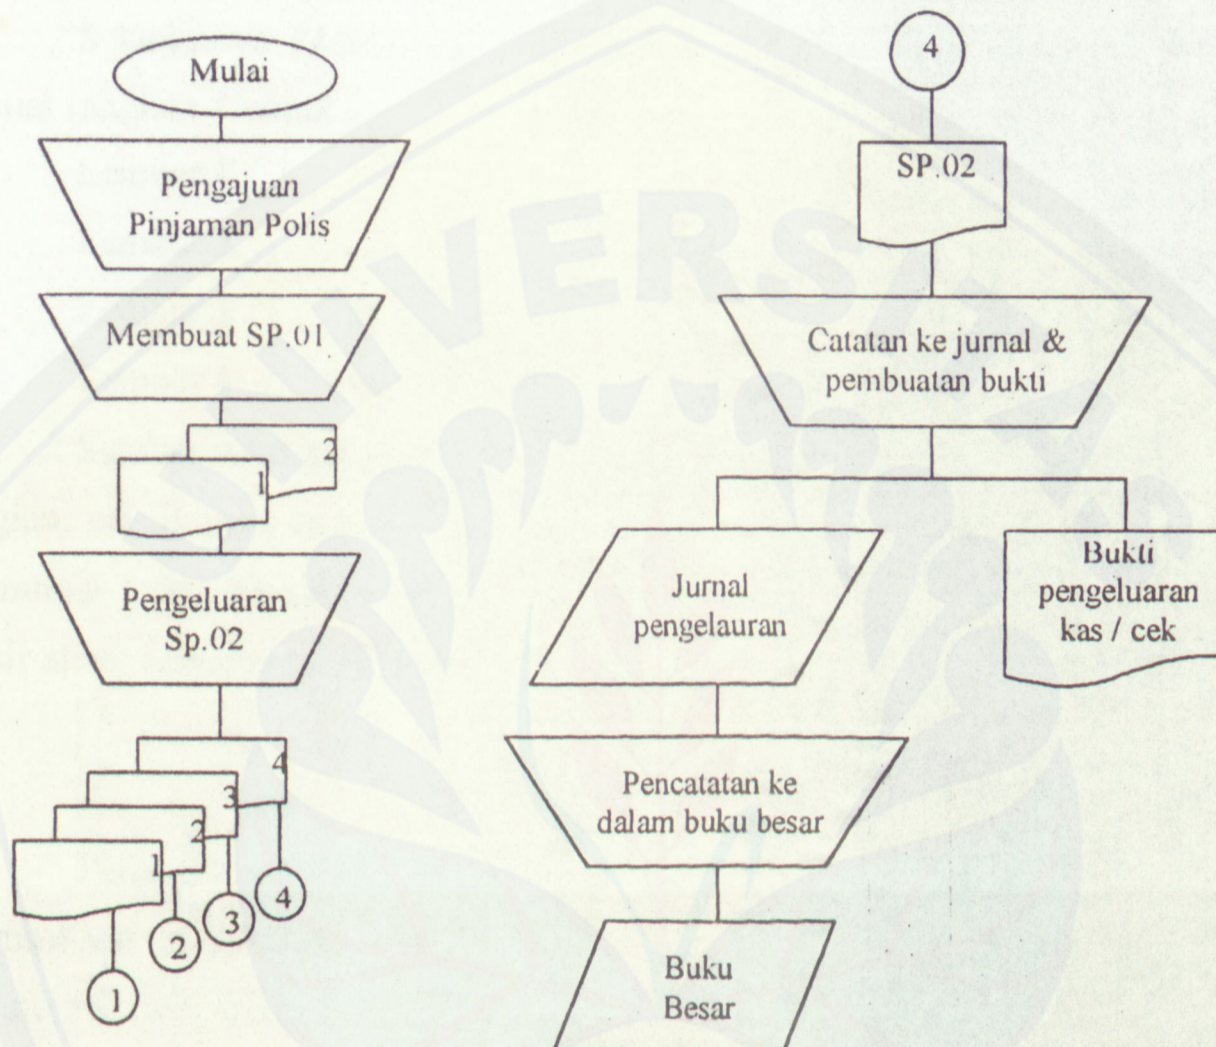 Mulai
Pengajuan
Pinjaman Polis
Membuat SP.01
2
1
Pengeluaran
Sp.02
4
3
2
1
4
3
2
1
4
SP.02
Catatan ke jurnal &
pembuatan bukti
Jurnal
pengelauran
Bukti
pengeluaran
kas / cek
Pencatatan ke
dalam buku besar
Buku
Besar